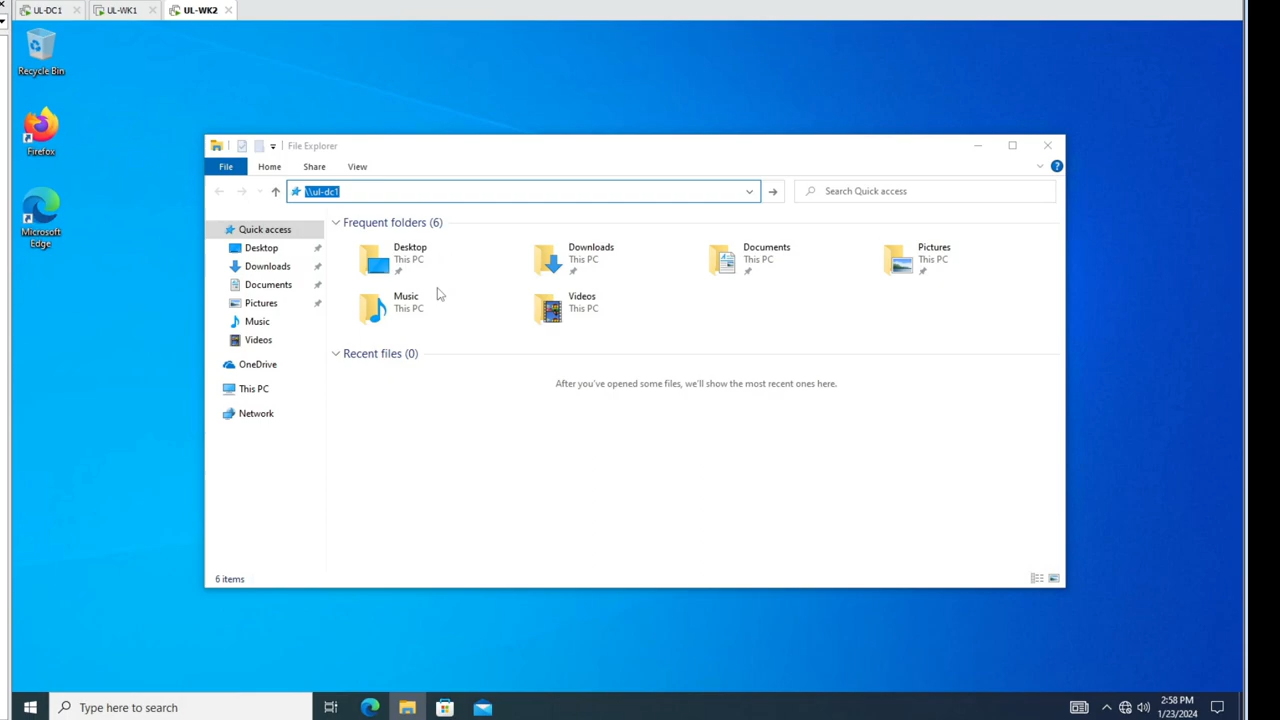 UL-DC1
UL-WK1
UL-WK2
Recycle Bin
Firefox
Microsoft
Edge
File Explorer
File
Home
Share
View
\\ul-dc1
Search Quick access
Quick access
Desktop
Downloads
Documents
Pictures
Music
Videos
OneDrive
This PC
Network
Frequent folders (6)
Desktop
This PC
Downloads
This PC
Documents
This PC
Pictures
This PC
Music
This PC
Videos
This PC
Recent files (0)
After you've opened some files, we'll show the most recent ones here.
6 items
Type here to search
2:58 PM
1/23/2024